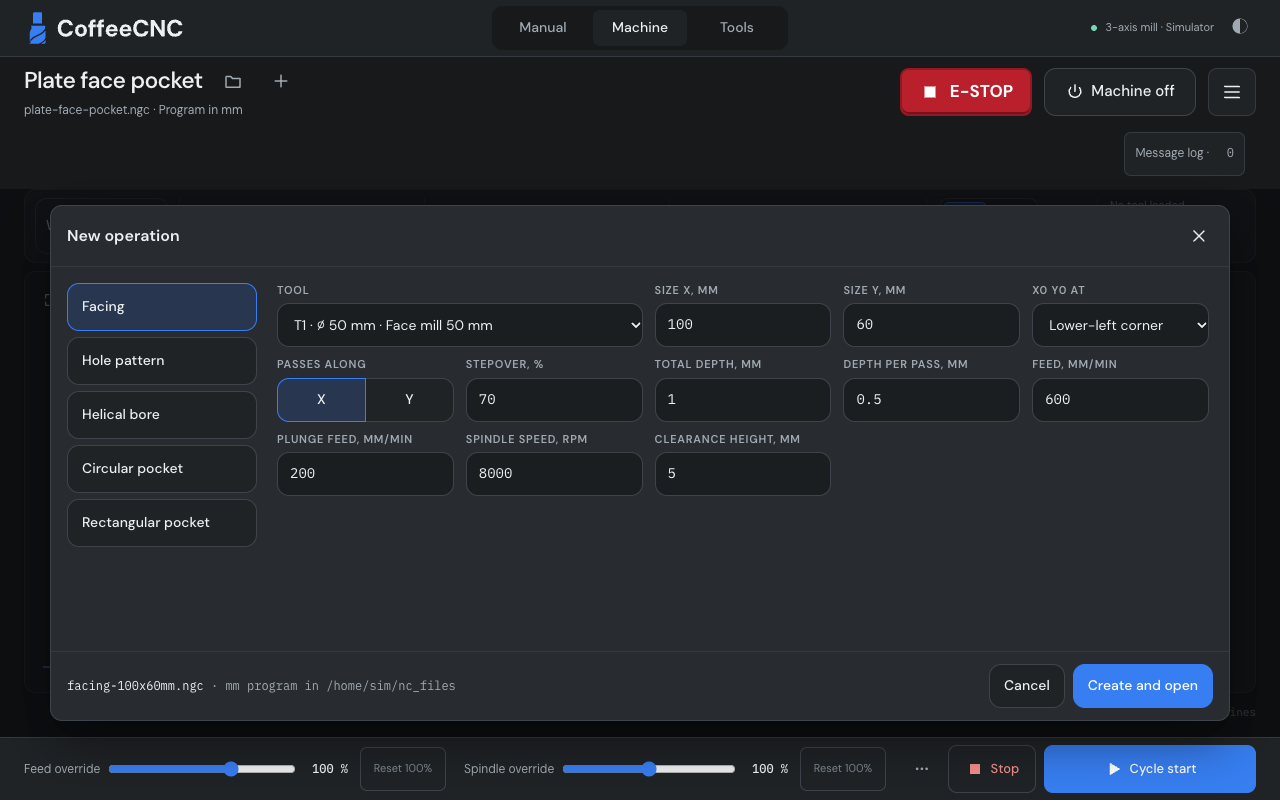 CoffeeCNC
Manual Machine Tools
3-axis mill · Simulator
Plate face pocket
plate-face-pocket.ngc · Program in mm
E-STOP
Machine off
Message log · 0
No tool loaded
New operation
Facing
Hole pattern
Helical bore
Circular pocket
Rectangular pocket
TOOL SIZE X, MM SIZE Y, MM X0 Y0 AT
T1 · Ø 50 mm · Face mill 50 mm 100 60 Lower-left corner
PASSES ALONG STEPOVER, % TOTAL DEPTH, MM DEPTH PER PASS, MM FEED, MM/MIN
X Y 70 1 0.5 600
PLUNGE FEED, MM/MIN SPINDLE SPEED, RPM CLEARANCE HEIGHT, MM
200 8000 5
facing-100x60mm.ngc · mm program in /home/sim/nc_files
Cancel Create and open
Feed override 100 % Reset 100% Spindle override 100 % Reset 100% ··· Stop Cycle start